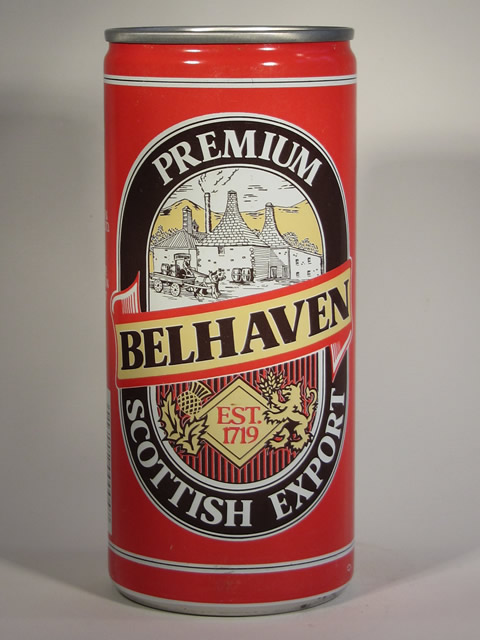 PREMIUM
BELHAVEN
EST.
1719
SCOTTISH EXPORT